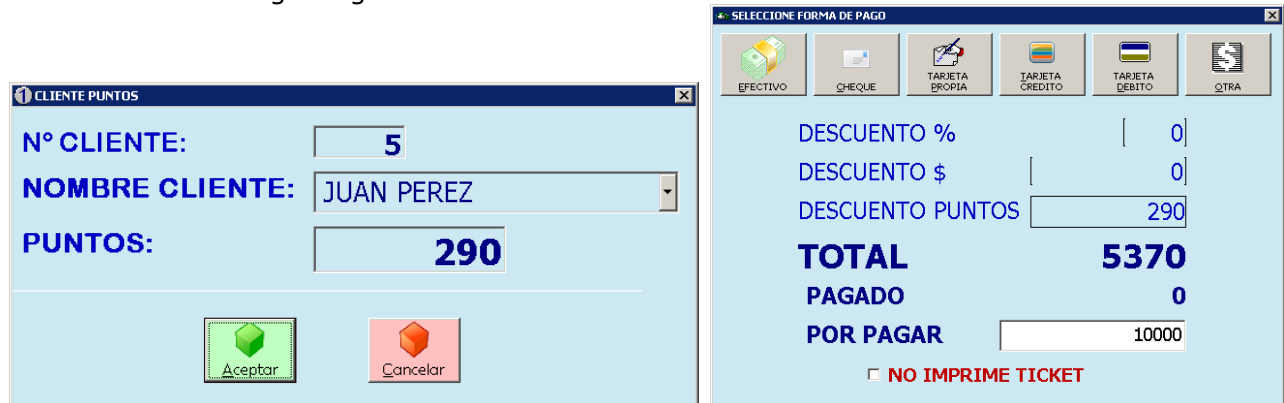 CLIENTE PUNTOS
Nº CLIENTE: 5
NOMBRE CLIENTE: JUAN PEREZ
PUNTOS: 290
Aceptar Cancelar
SELECCIONE FORMA DE PAGO
EFECTIVO CHEQUE TARJETA PROPIA TARJETA CREDITO TARJETA DEBITO OTRA
DESCUENTO % 0
DESCUENTO $ 0
DESCUENTO PUNTOS 290
TOTAL 5370
PAGADO 0
POR PAGAR 10000
NO IMPRIME TICKET